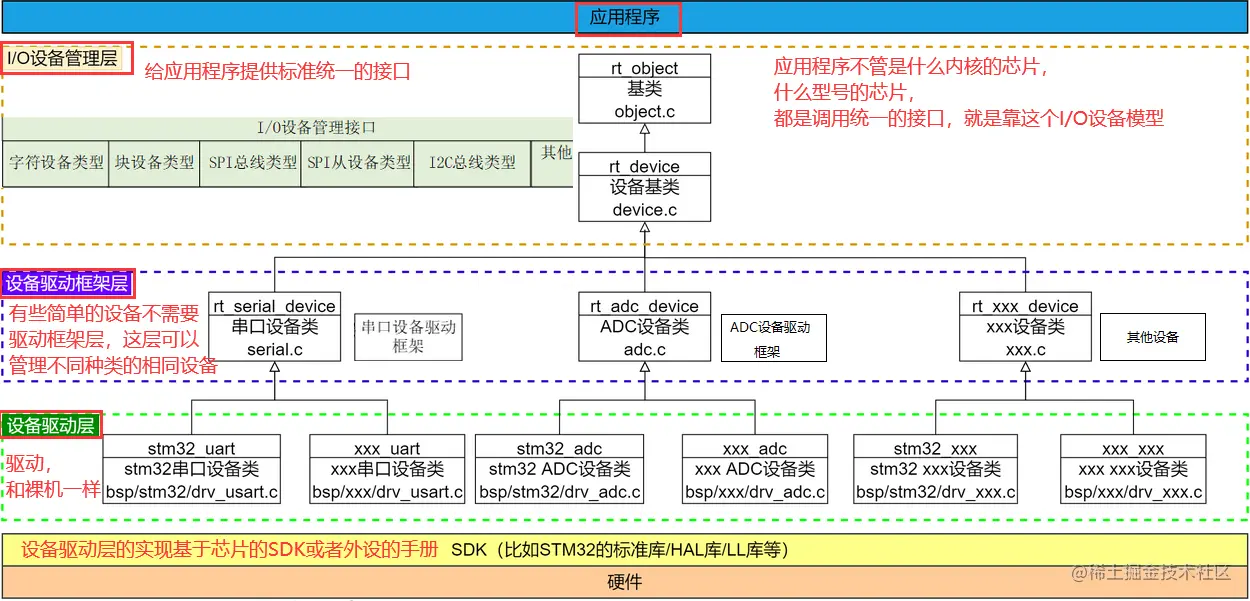 应用程序
I/O设备管理层
给应用程序提供标准统一的接口
rt_object
基类
object.c
应用程序不管是什么内核的芯片，
什么型号的芯片，
都是调用统一的接口，就是靠这个I/O设备模型
I/O设备管理接口
字符设备类型 块设备类型 SPI总线类型 SPI从设备类型 I2C总线类型 其他
rt_device
设备基类
device.c
设备驱动框架层
有些简单的设备不需要
驱动框架层，这层可以
管理不同种类的相同设备
rt_serial_device
串口设备类
serial.c
串口设备驱动
框架
rt_adc_device
ADC设备类
adc.c
ADC设备驱动
框架
rt_xxx_device
xxx设备类
xxx.c
其他设备
设备驱动层
驱动，
和裸机一样
stm32_uart
stm32串口设备类
bsp/stm32/drv_usart.c
xxx_uart
xxx串口设备类
bsp/xxx/drv_usart.c
stm32_adc
stm32 ADC设备类
bsp/stm32/drv_adc.c
xxx_adc
xxx ADC设备类
bsp/xxx/drv_adc.c
stm32_xxx
stm32 xxx设备类
bsp/stm32/drv_xxx.c
xxx_xxx
xxx xxx设备类
bsp/xxx/drv_xxx.c
设备驱动层的实现基于芯片的SDK或者外设的手册 SDK（比如STM32的标准库/HAL库/LL库等）
硬件
@稀土掘金技术社区